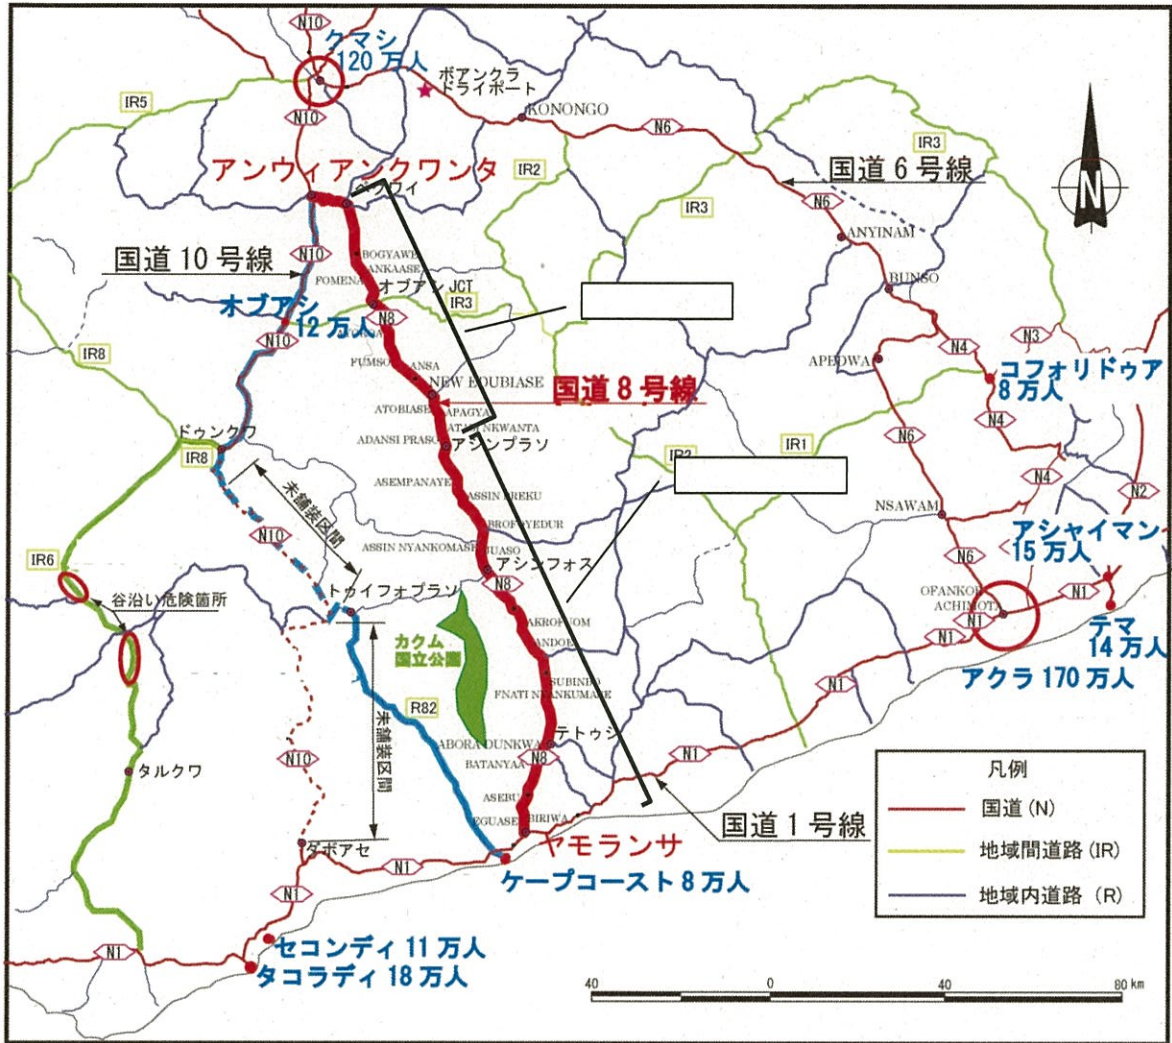 N10
クマシ
120 万人
ボアンクラ
ドライポート
KONONGO
IR5
N10
N6
IR3
アンウィアンクワンタ
ベクウイ
IR2
国道 6 号線
IR3
N6
N
ANYINAM
国道 10 号線
N10
BOGYAWE
ANKAASE
FOMENA
BUNSO
オブアシ JCT
IR3
オブアシ
12 万人
N8
N10
N4
N3
APEDWA
コフォリドゥア
8 万人
FUMSO
ANSA
NEW EDUBIASE
国道 8 号線
IR8
ATOBIASE
APAGYA
N4
N6
ADANSI PRASO
アシンプラソ
IR1
ドゥンクワ
IR8
N4
N2
ASEMPANAYE
未舗装区間
N10
NSAWAM
アシャイマン
15 万人
ASSIN NYANKOMASE
アシンフォス
N8
IR6
N6
谷沿い危険箇所
トゥイフォプラソ
OFANKOR
ACHIMOTA
N1
N1
N1
テマ
14 万人
カクム
国立公園
アクラ 170 万人
R82
N1
未舗装区間
SUBINBO
FNATI NYANKUMASE
テトゥシ
ABORA DUNKWA
N8
N10
BATANYAA
N1
タルクワ
ASEBU
EGUASE
BIRIWA
国道 1 号線
ヤモランサ
ダボアセ
N1
ケープコースト 8 万人
N1
凡例
国道 (N)
地域間道路 (IR)
地域内道路 (R)
N1
セコンディ 11 万人
タコラディ 18 万人
40
0
40
80 km